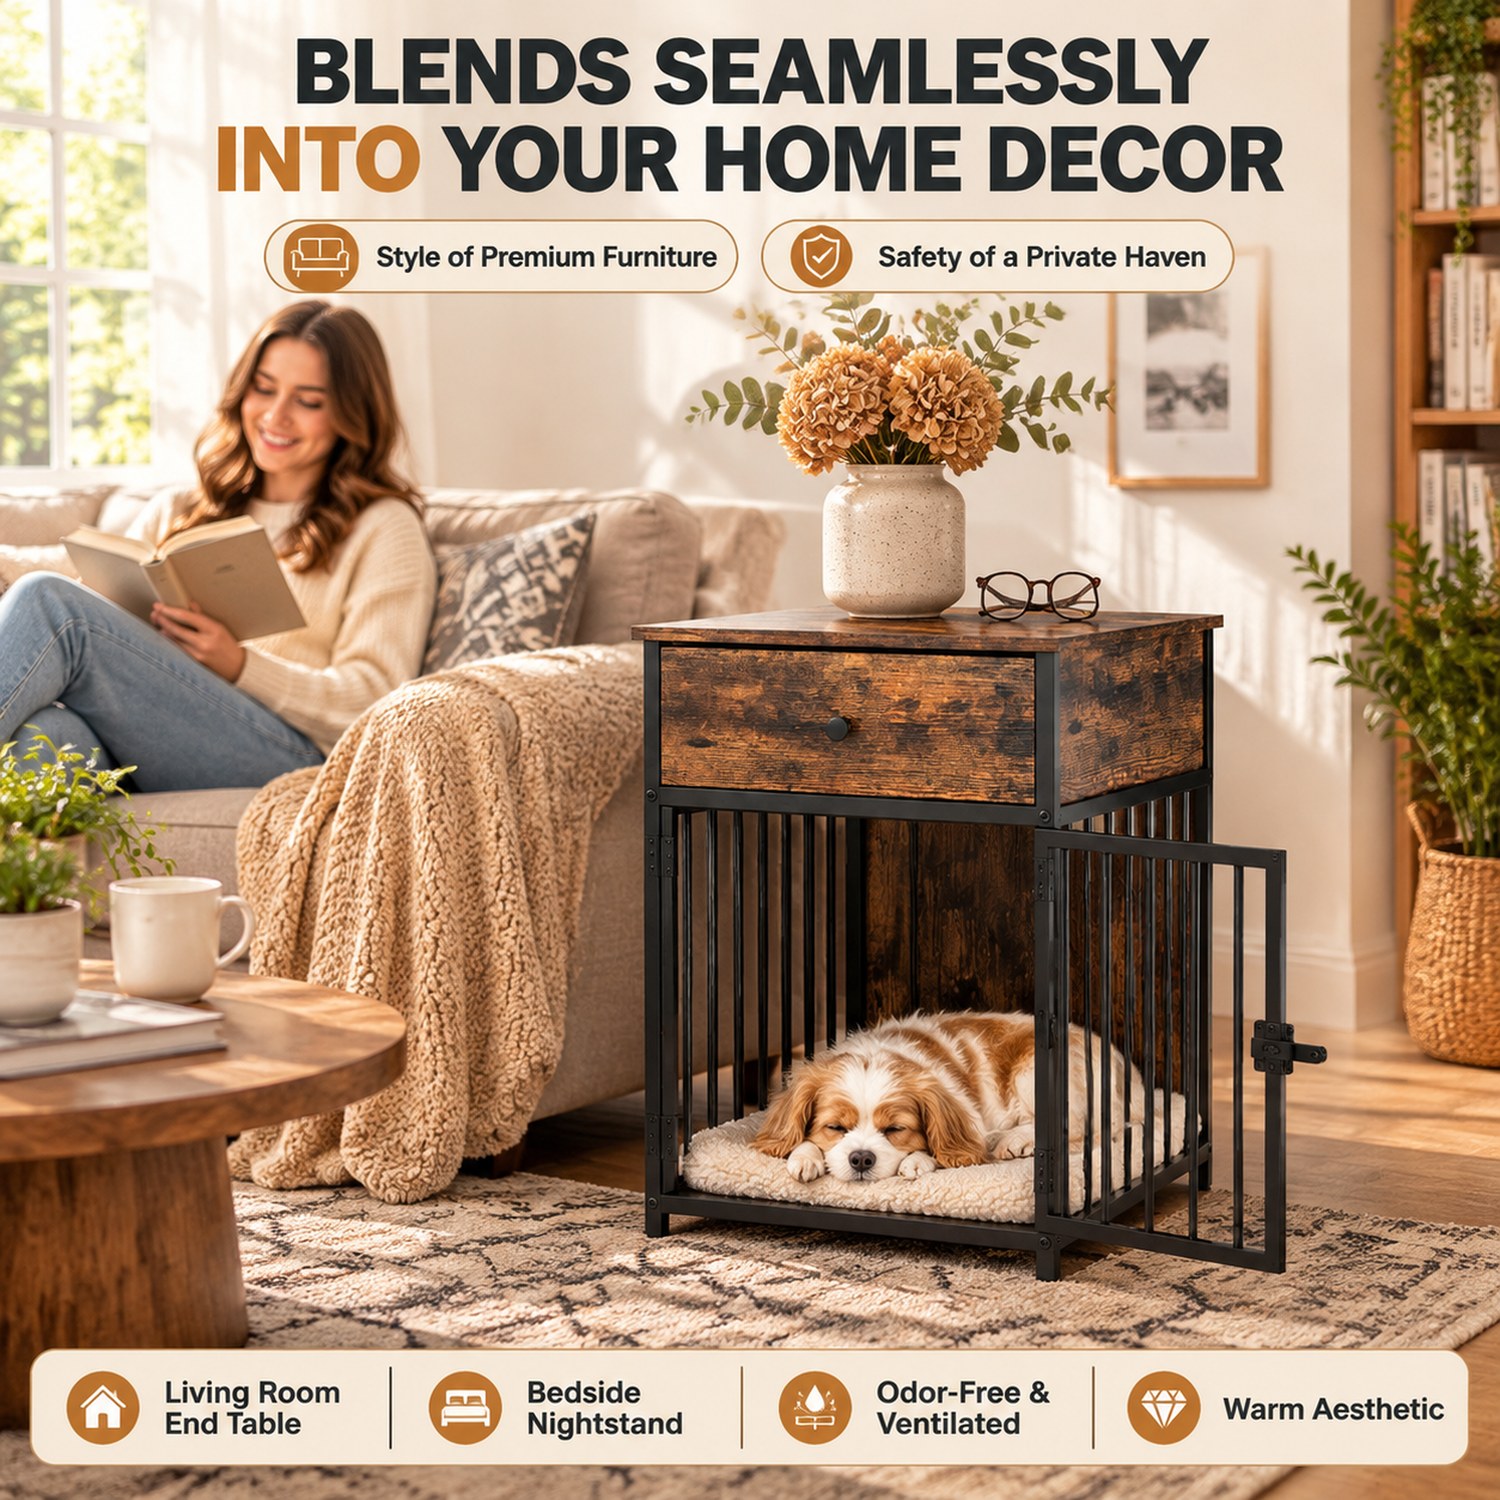 BLENDS SEAMLESSLY
INTO YOUR HOME DECOR
Style of Premium Furniture
Safety of a Private Haven
Living Room
End Table
Bedside
Nightstand
Odor-Free &
Ventilated
Warm Aesthetic